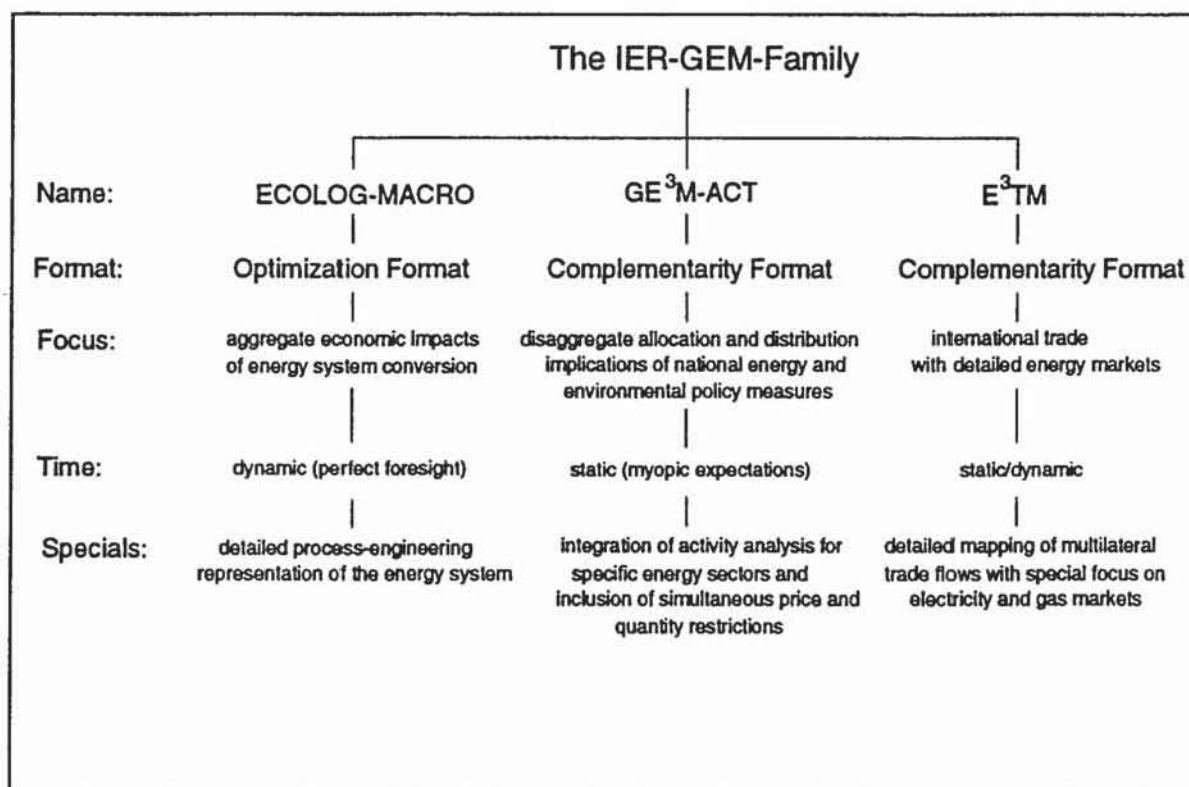 The IER-GEM-Family
Name: ECOLOG-MACRO GE³M-ACT E³TM
Format: Optimization Format Complementarity Format Complementarity Format
Focus: aggregate economic impacts disaggregate allocation and distribution international trade
of energy system conversion implications of national energy and with detailed energy markets
environmental policy measures
Time: dynamic (perfect foresight) static (myopic expectations) static/dynamic
Specials: detailed process-engineering integration of activity analysis for detailed mapping of multilateral
representation of the energy system specific energy sectors and trade flows with special focus on
inclusion of simultaneous price and electricity and gas markets
quantity restrictions